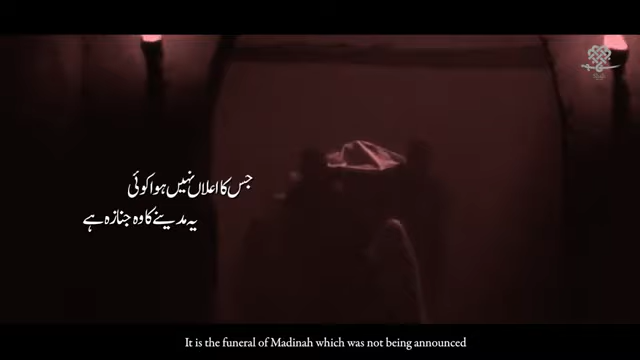 جس کا اعلاں نہیں ہوا کوئی
یہ مدینے کا وہ جنازہ ہے
It is the funeral of Madinah which was not being announced